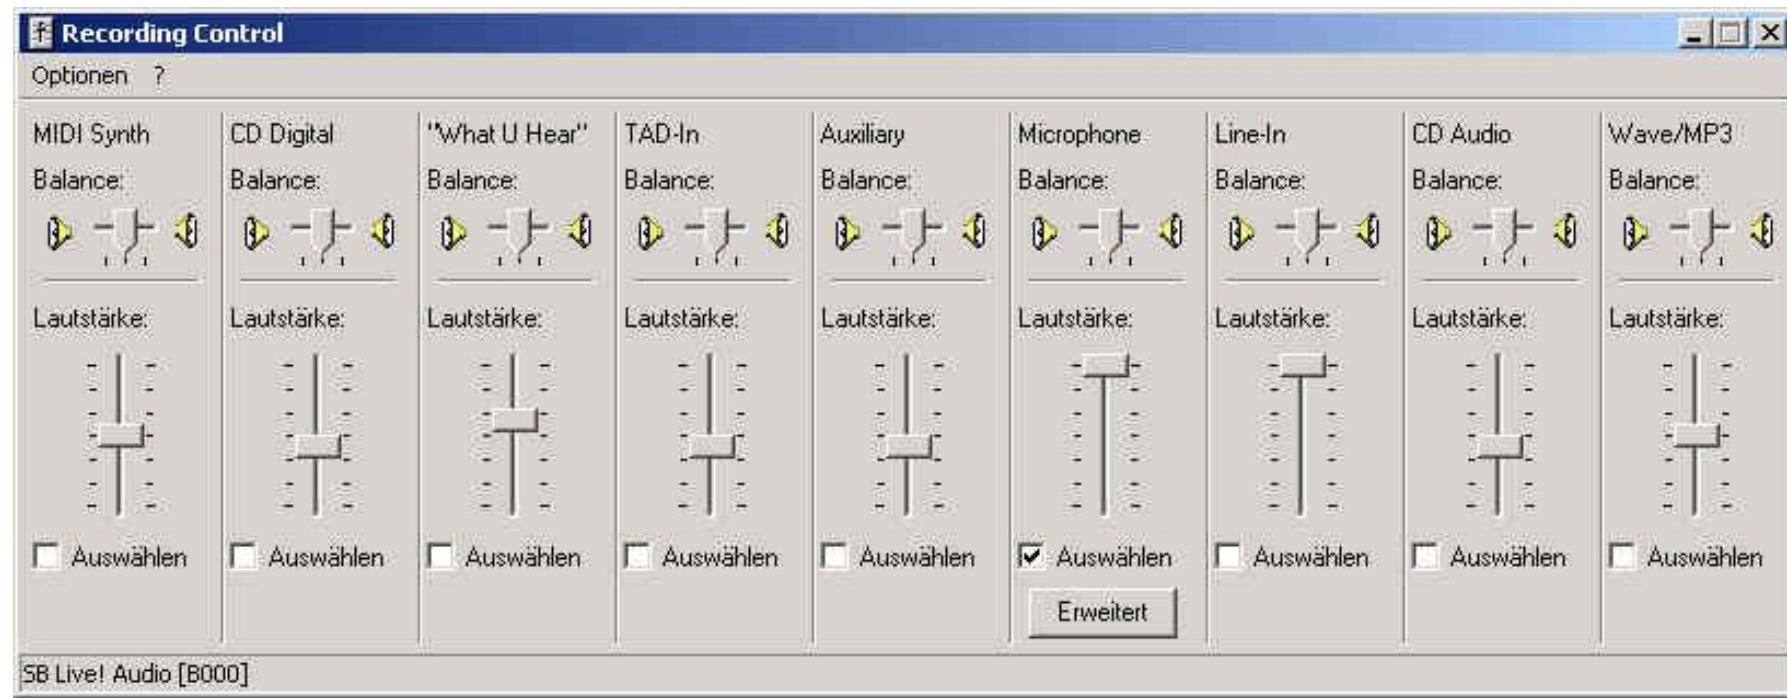 Recording Control
Optionen ?
MIDI Synth CD Digital "What U Hear" TAD-In Auxiliary Microphone Line-In CD Audio Wave/MP3
Balance: Balance: Balance: Balance: Balance: Balance: Balance: Balance: Balance:
Lautstärke: Lautstärke: Lautstärke: Lautstärke: Lautstärke: Lautstärke: Lautstärke: Lautstärke: Lautstärke:
Auswählen Auswählen Auswählen Auswählen Auswählen Auswählen Auswählen Auswählen Auswählen
Erweitert
SB Live! Audio [B000]